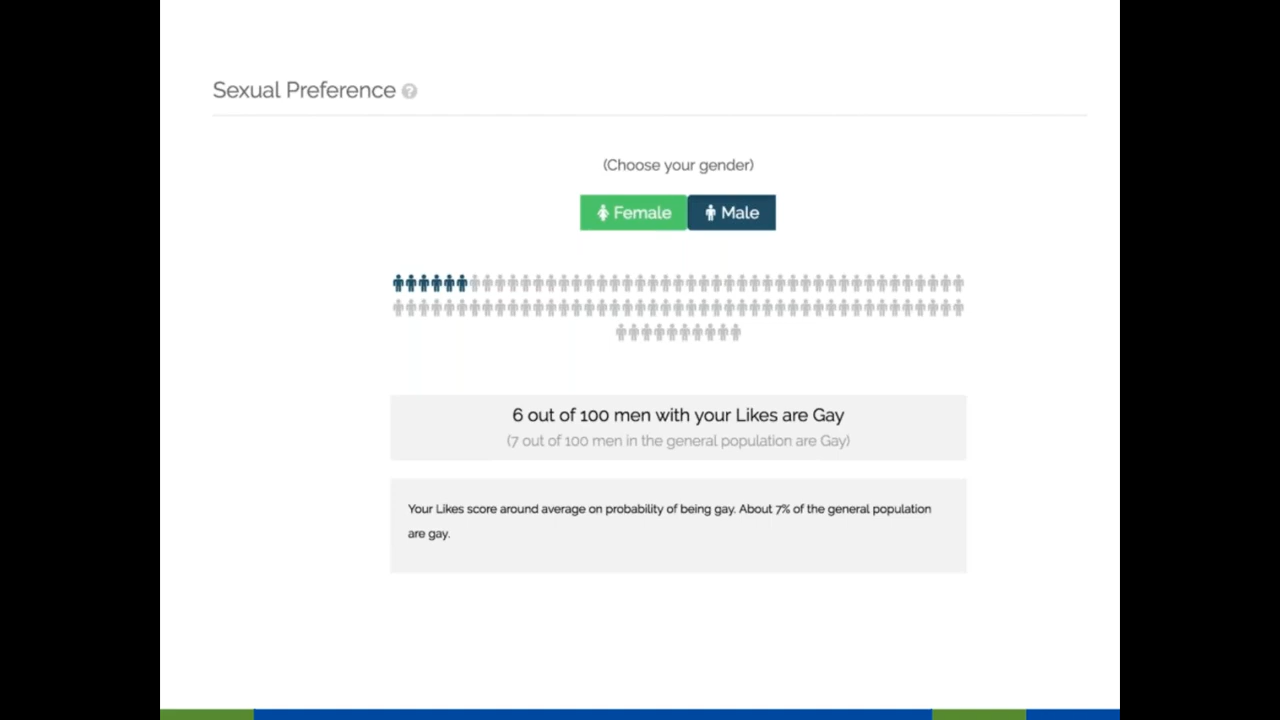 Sexual Preference ?
(Choose your gender)
Female Male
6 out of 100 men with your Likes are Gay
(7 out of 100 men in the general population are Gay)
Your Likes score around average on probability of being gay. About 7% of the general population
are gay.